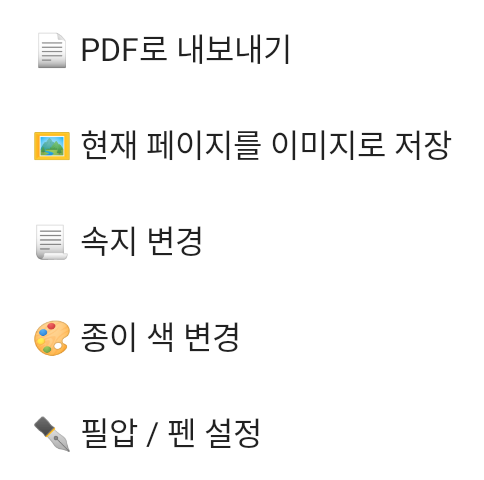 PDF로 내보내기
현재 페이지를 이미지로 저장
속지 변경
종이 색 변경
필압 / 펜 설정